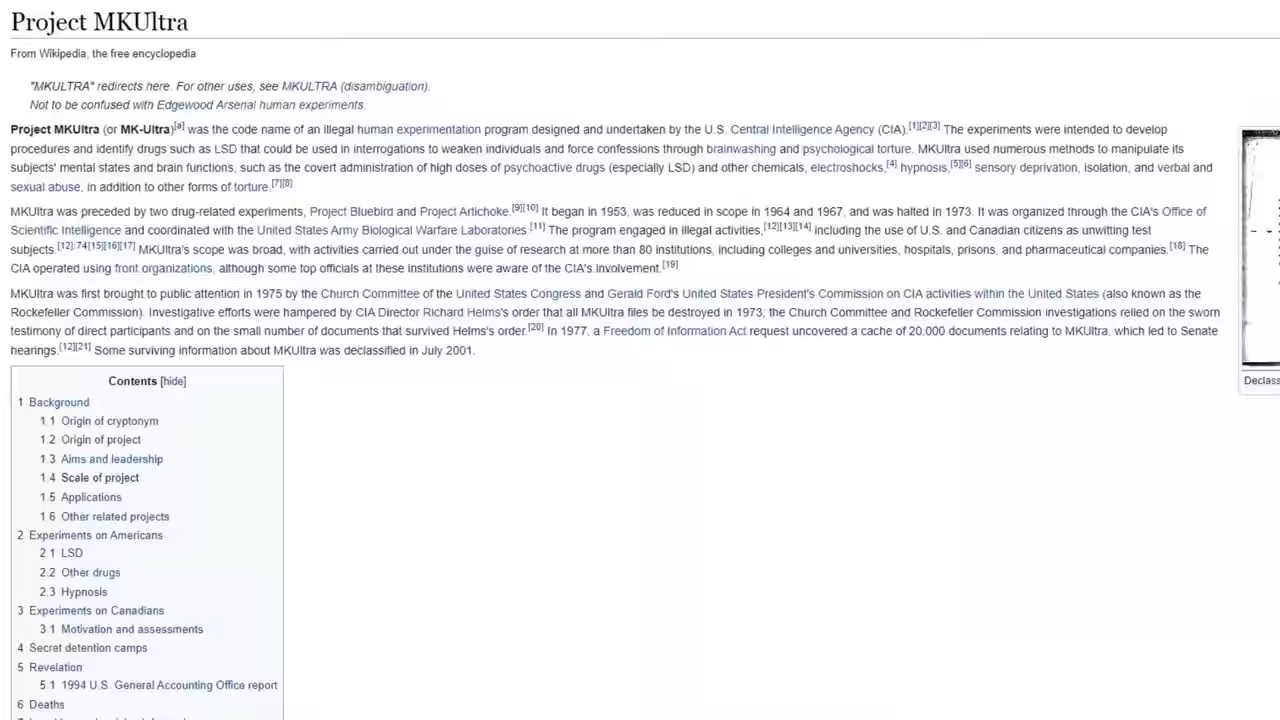 Project MKUltra
From Wikipedia, the free encyclopedia
"MKULTRA" redirects here. For other uses, see MKULTRA (disambiguation).
Not to be confused with Edgewood Arsenal human experiments.
Project MKUltra (or MK-Ultra)[a] was the code name of an illegal human experimentation program designed and undertaken by the U.S. Central Intelligence Agency (CIA).[1][2][3] The experiments were intended to develop
procedures and identify drugs such as LSD that could be used in interrogations to weaken individuals and force confessions through brainwashing and psychological torture. MKUltra used numerous methods to manipulate its
subjects' mental states and brain functions, such as the covert administration of high doses of psychoactive drugs (especially LSD) and other chemicals, electroshocks,[4] hypnosis,[5][6] sensory deprivation, isolation, and verbal and
sexual abuse, in addition to other forms of torture.[7][8]
MKUltra was preceded by two drug-related experiments, Project Bluebird and Project Artichoke.[9][10] It began in 1953, was reduced in scope in 1964 and 1967, and was halted in 1973. It was organized through the CIA's Office of
Scientific Intelligence and coordinated with the United States Army Biological Warfare Laboratories.[11] The program engaged in illegal activities,[12][13][14] including the use of U.S. and Canadian citizens as unwitting test
subjects.[12]:74[15][16][17] MKUltra's scope was broad, with activities carried out under the guise of research at more than 80 institutions, including colleges and universities, hospitals, prisons, and pharmaceutical companies.[18] The
CIA operated using front organizations, although some top officials at these institutions were aware of the CIA's involvement.[19]
MKUltra was first brought to public attention in 1975 by the Church Committee of the United States Congress and Gerald Ford's United States President's Commission on CIA activities within the United States (also known as the
Rockefeller Commission). Investigative efforts were hampered by CIA Director Richard Helms's order that all MKUltra files be destroyed in 1973; the Church Committee and Rockefeller Commission investigations relied on the sworn
testimony of direct participants and on the small number of documents that survived Helms's order.[20] In 1977, a Freedom of Information Act request uncovered a cache of 20,000 documents relating to MKUltra, which led to Senate
hearings.[12][21] Some surviving information about MKUltra was declassified in July 2001.
Declass
Contents [hide]
1 Background
1.1 Origin of cryptonym
1.2 Origin of project
1.3 Aims and leadership
1.4 Scale of project
1.5 Applications
1.6 Other related projects
2 Experiments on Americans
2.1 LSD
2.2 Other drugs
2.3 Hypnosis
3 Experiments on Canadians
3.1 Motivation and assessments
4 Secret detention camps
5 Revelation
5.1 1994 U.S. General Accounting Office report
6 Deaths